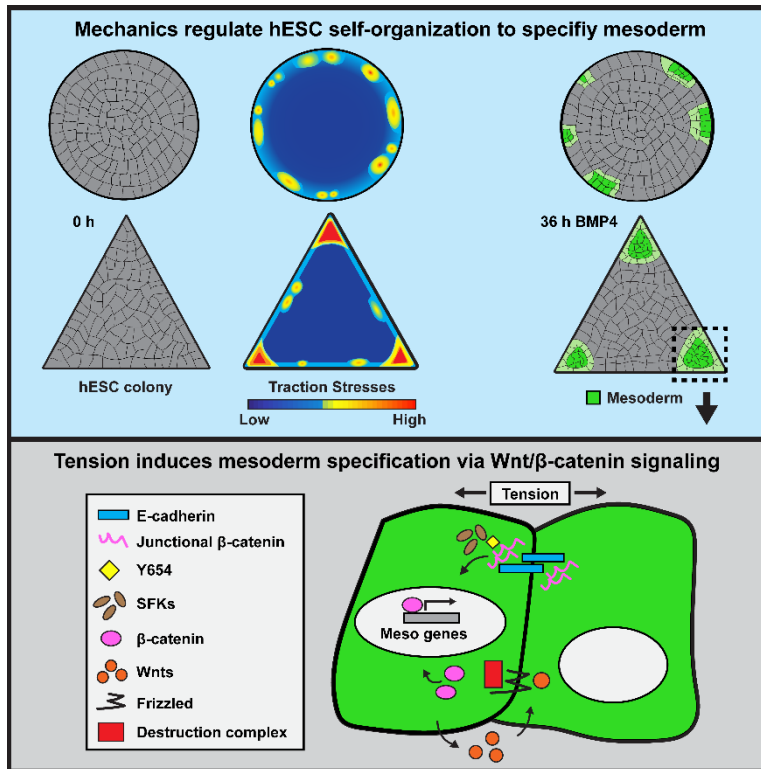 Mechanics regulate hESC self-organization to specifiy mesoderm
0 h
36 h BMP4
hESC colony
Traction Stresses
Low
High
Mesoderm
Tension induces mesoderm specification via Wnt/β-catenin signaling
Tension
E-cadherin
Junctional β-catenin
Y654
SFKs
β-catenin
Wnts
Frizzled
Destruction complex
Meso genes